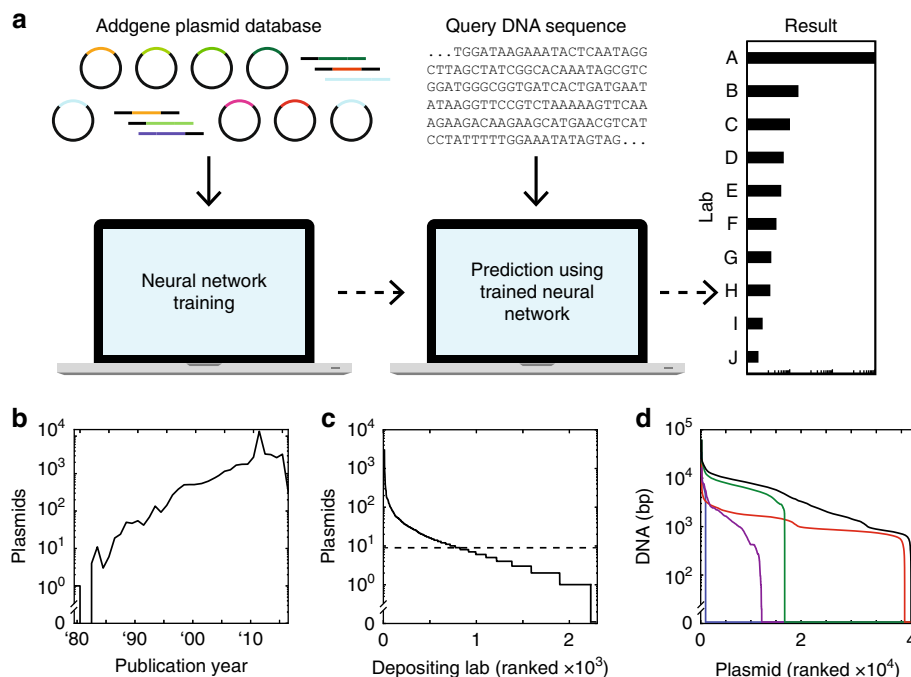 a
Addgene plasmid database
Query DNA sequence
Result
...TGGATAAGAAATACTCAATAGG
CTTAGCTATCGGCACAAATAGCGTC
GGATGGGCGGTGATCACTGATGAAT
ATAAGGTTCCGTCTAAAAAGTTCAA
AGAAGACAAGAAGCATGAACGTCAT
CCTATTTTTGGAAATATAGTAG...
Neural network
training
Prediction using
trained neural
network
Lab
A
B
C
D
E
F
G
H
I
J
b
Plasmids
10⁴
10³
10²
10¹
10⁰
0
'80
'90
'00
'10
Publication year
c
Plasmids
10⁴
10³
10²
10¹
10⁰
0
0
1
2
Depositing lab (ranked ×10³)
d
DNA (bp)
10⁵
10⁴
10³
10²
0
0
2
4
Plasmid (ranked ×10⁴)